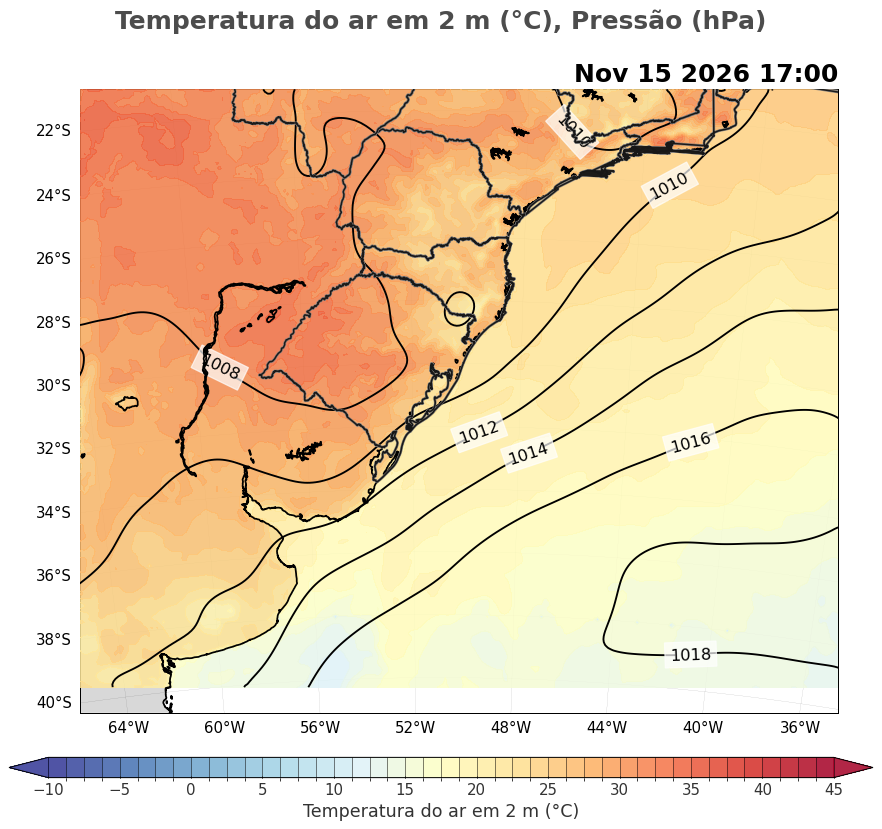 Temperatura do ar em 2 m (°C), Pressão (hPa)
Nov 15 2026 17:00
22°S
24°S
26°S
28°S
30°S
32°S
34°S
36°S
38°S
40°S
1010
1010
1008
1012
1014
1016
1018
64°W 60°W 56°W 52°W 48°W 44°W 40°W 36°W
−10 −5 0 5 10 15 20 25 30 35 40 45
Temperatura do ar em 2 m (°C)